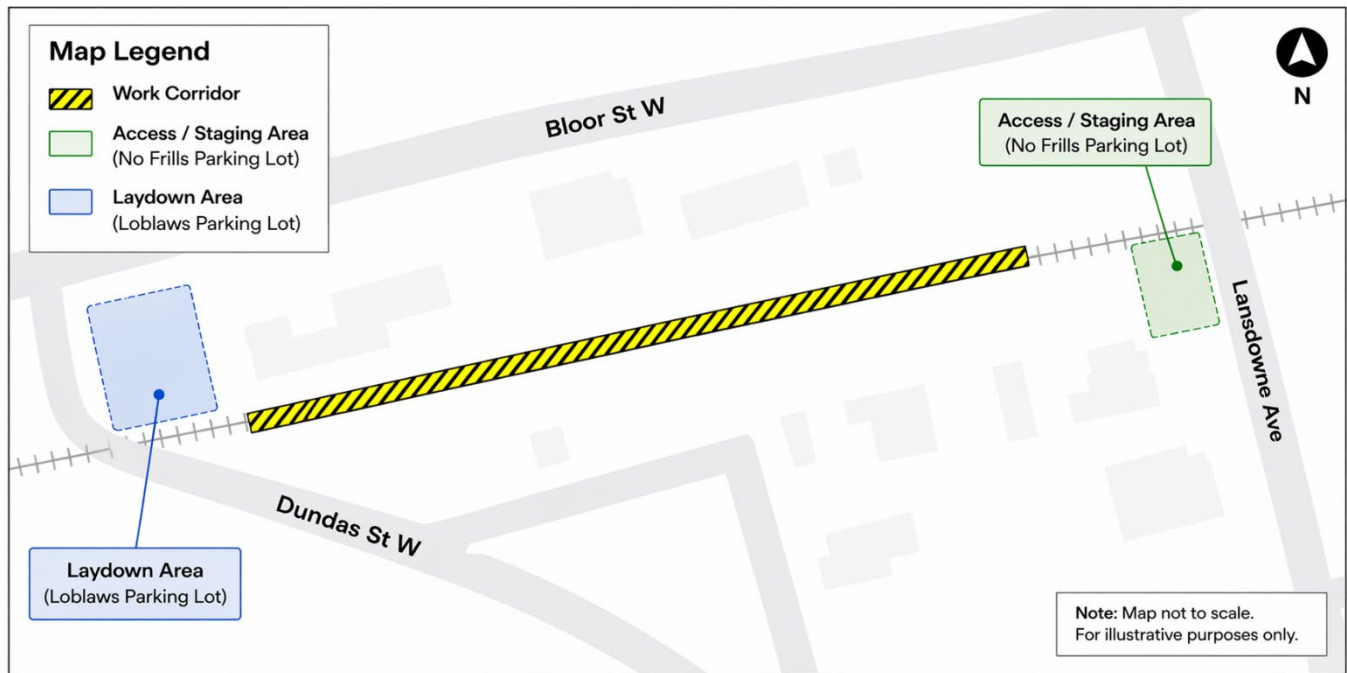 Map Legend
Work Corridor
Access / Staging Area
(No Frills Parking Lot)
Laydown Area
(Loblaws Parking Lot)
Bloor St W
Access / Staging Area
(No Frills Parking Lot)
N
Lansdowne Ave
Dundas St W
Laydown Area
(Loblaws Parking Lot)
Note: Map not to scale.
For illustrative purposes only.